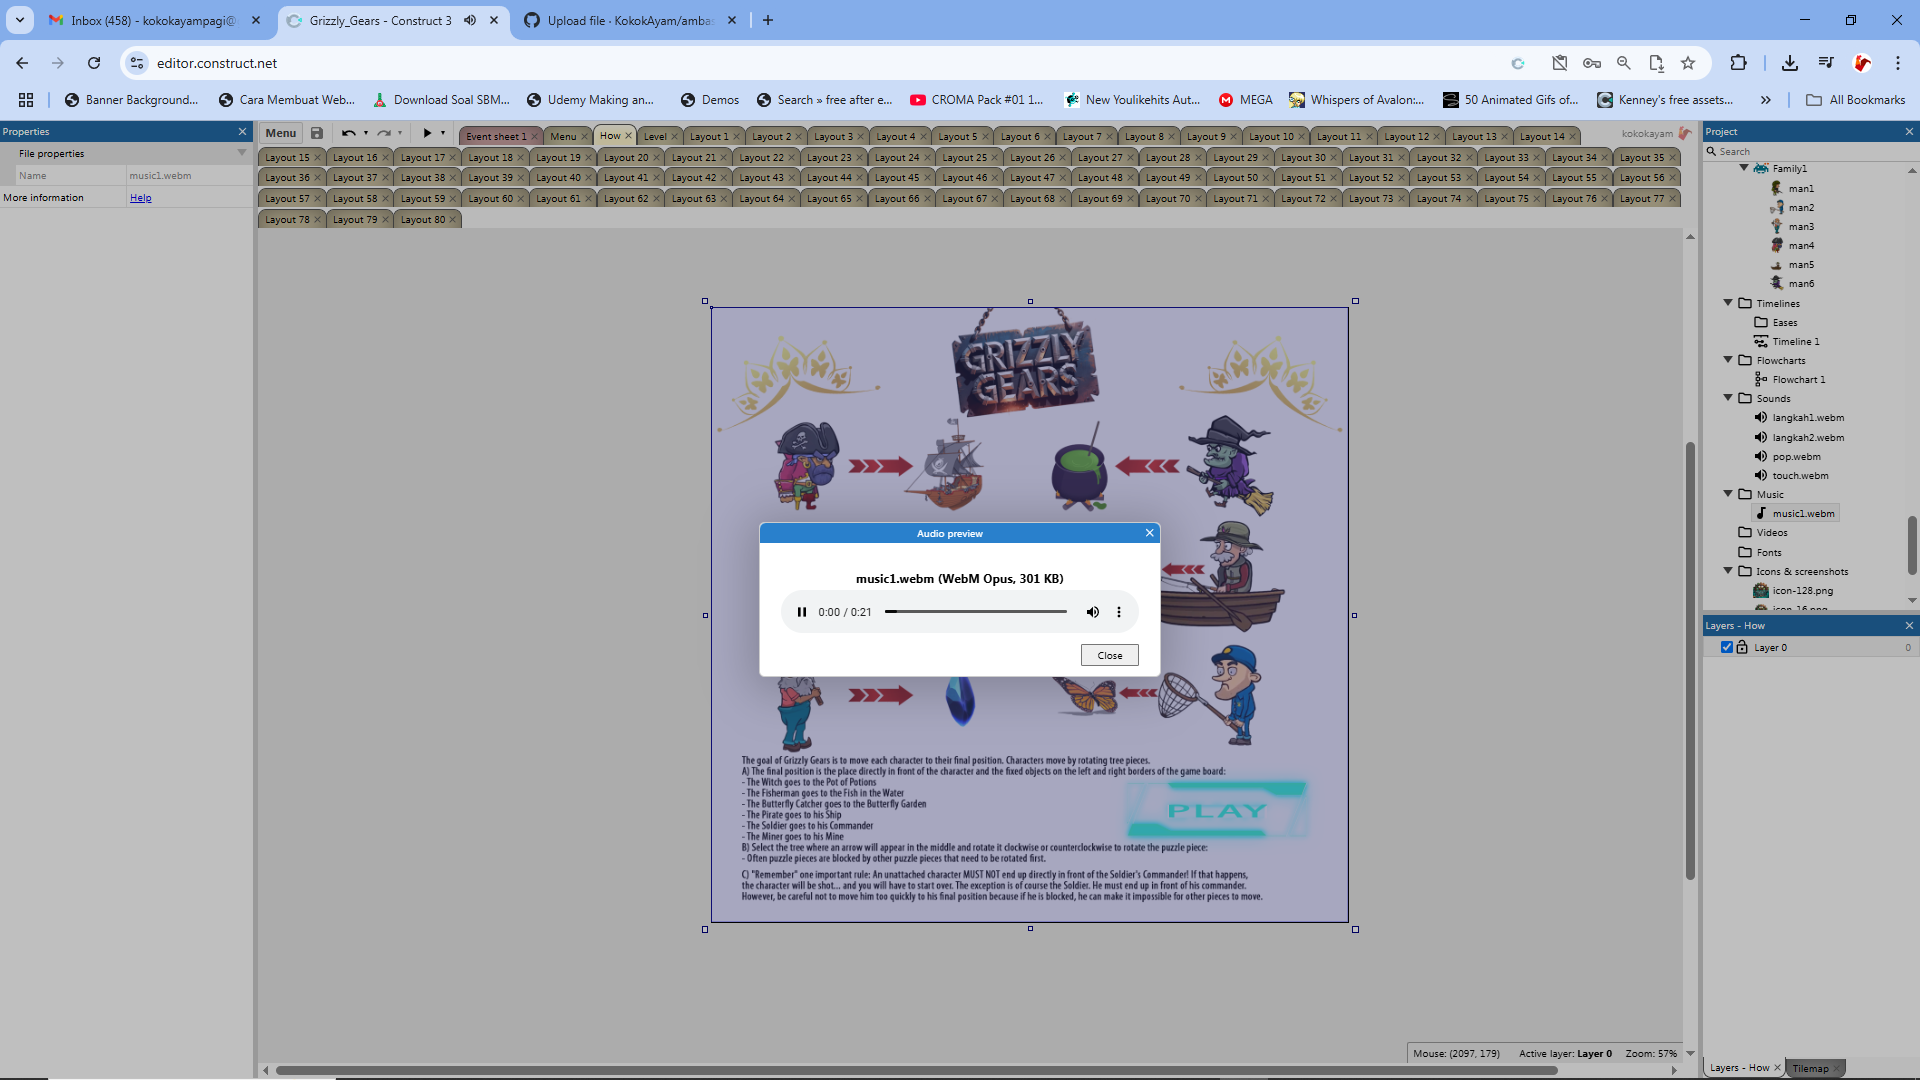 Inbox (458) - kokokayampagi@
Grizzly_Gears - Construct 3
Upload file · KokokAyam/ambas
editor.construct.net
Banner Background...
Cara Membuat Web...
Download Soal SBM...
Udemy Making an...
Demos
Search » free after e...
CROMA Pack #01 1...
New Youlikehits Aut...
MEGA
Whispers of Avalon:...
50 Animated Gifs of...
Kenney's free assets...
»
All Bookmarks
Properties
File properties
Name music1.webm
More information Help
Menu
Event sheet 1 Menu How Level Layout 1 Layout 2 Layout 3 Layout 4 Layout 5 Layout 6 Layout 7 Layout 8 Layout 9 Layout 10 Layout 11 Layout 12 Layout 13 Layout 14
kokokayam
Layout 15 Layout 16 Layout 17 Layout 18 Layout 19 Layout 20 Layout 21 Layout 22 Layout 23 Layout 24 Layout 25 Layout 26 Layout 27 Layout 28 Layout 29 Layout 30 Layout 31 Layout 32 Layout 33 Layout 34 Layout 35
Layout 36 Layout 37 Layout 38 Layout 39 Layout 40 Layout 41 Layout 42 Layout 43 Layout 44 Layout 45 Layout 46 Layout 47 Layout 48 Layout 49 Layout 50 Layout 51 Layout 52 Layout 53 Layout 54 Layout 55 Layout 56
Layout 57 Layout 58 Layout 59 Layout 60 Layout 61 Layout 62 Layout 63 Layout 64 Layout 65 Layout 66 Layout 67 Layout 68 Layout 69 Layout 70 Layout 71 Layout 72 Layout 73 Layout 74 Layout 75 Layout 76 Layout 77
Layout 78 Layout 79 Layout 80
GRIZZLY
GEARS
Audio preview
music1.webm (WebM Opus, 301 KB)
0:00 / 0:21
Close
The goal of Grizzly Gears is to move each character to their final position. Characters move by rotating tree pieces.
A) The final position is the place directly in front of the character and the fixed objects on the left and right borders of the game board:
- The Witch goes to the Pot of Potions
- The Fisherman goes to the Fish in the Water
- The Butterfly Catcher goes to the Butterfly Garden
- The Pirate goes to his Ship
- The Soldier goes to his Commander
- The Miner goes to his Mine
B) Select the tree where an arrow will appear in the middle and rotate it clockwise or counterclockwise to rotate the puzzle piece:
- Often puzzle pieces are blocked by other puzzle pieces that need to be rotated first.
C) "Remember" one important rule: An unattached character MUST NOT end up directly in front of the Soldier's Commander! If that happens,
the character will be shot... and you will have to start over. The exception is of course the Soldier. He must end up in front of his commander.
However, be careful not to move him too quickly to his final position because if he is blocked, he can make it impossible for other pieces to move.
PLAY
Mouse: (2097, 179) Active layer: Layer 0 Zoom: 57%
Project
Search
Family1
man1
man2
man3
man4
man5
man6
Timelines
Eases
Timeline 1
Flowcharts
Flowchart 1
Sounds
langkah1.webm
langkah2.webm
pop.webm
touch.webm
Music
music1.webm
Videos
Fonts
Icons & screenshots
icon-128.png
icon-16.png
Layers - How
Layer 0 0
Layers - How Tilemap